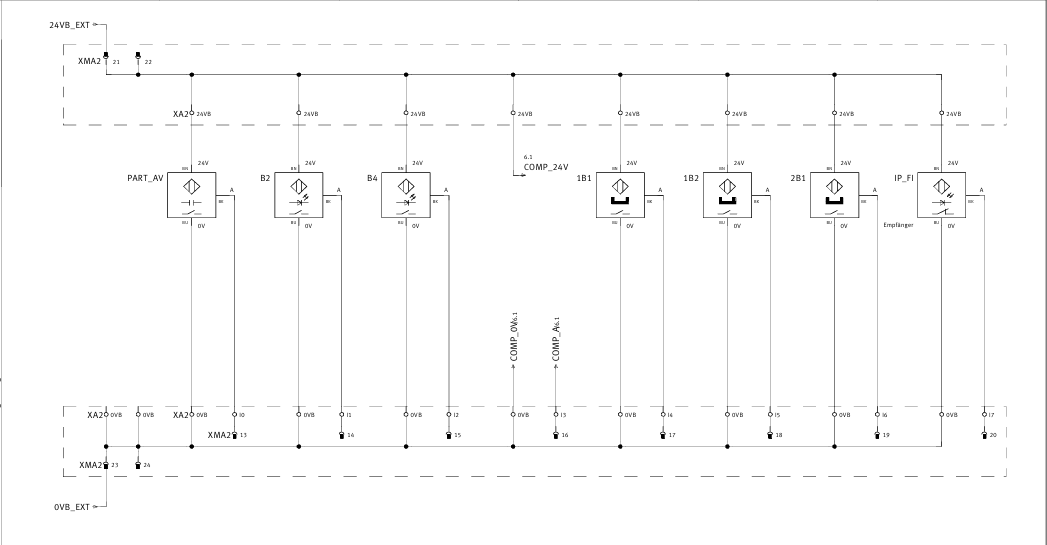 24VB_EXT
XMA2 21 22
XA2 24VB 24VB 24VB 24VB 24VB 24VB 24VB 24VB
6.1
COMP_24V
24V 24V 24V 24V 24V 24V 24V
BN BN BN BN BN BN BN
PART_AV B2 B4 1B1 1B2 2B1 IP_FI
A A A A A A A
BK BK BK BK BK BK BK
BU BU BU BU BU BU BU
0V 0V 0V 0V 0V 0V 0V
Empfänger
COMP_0V 6.1
COMP_A 6.1
XA2 0VB 0VB XA2 0VB I0 0VB I1 0VB I2 0VB I3 0VB I4 0VB I5 0VB I6 0VB I7
XMA2 13 14 15 16 17 18 19 20
XMA2 23 24
0VB_EXT